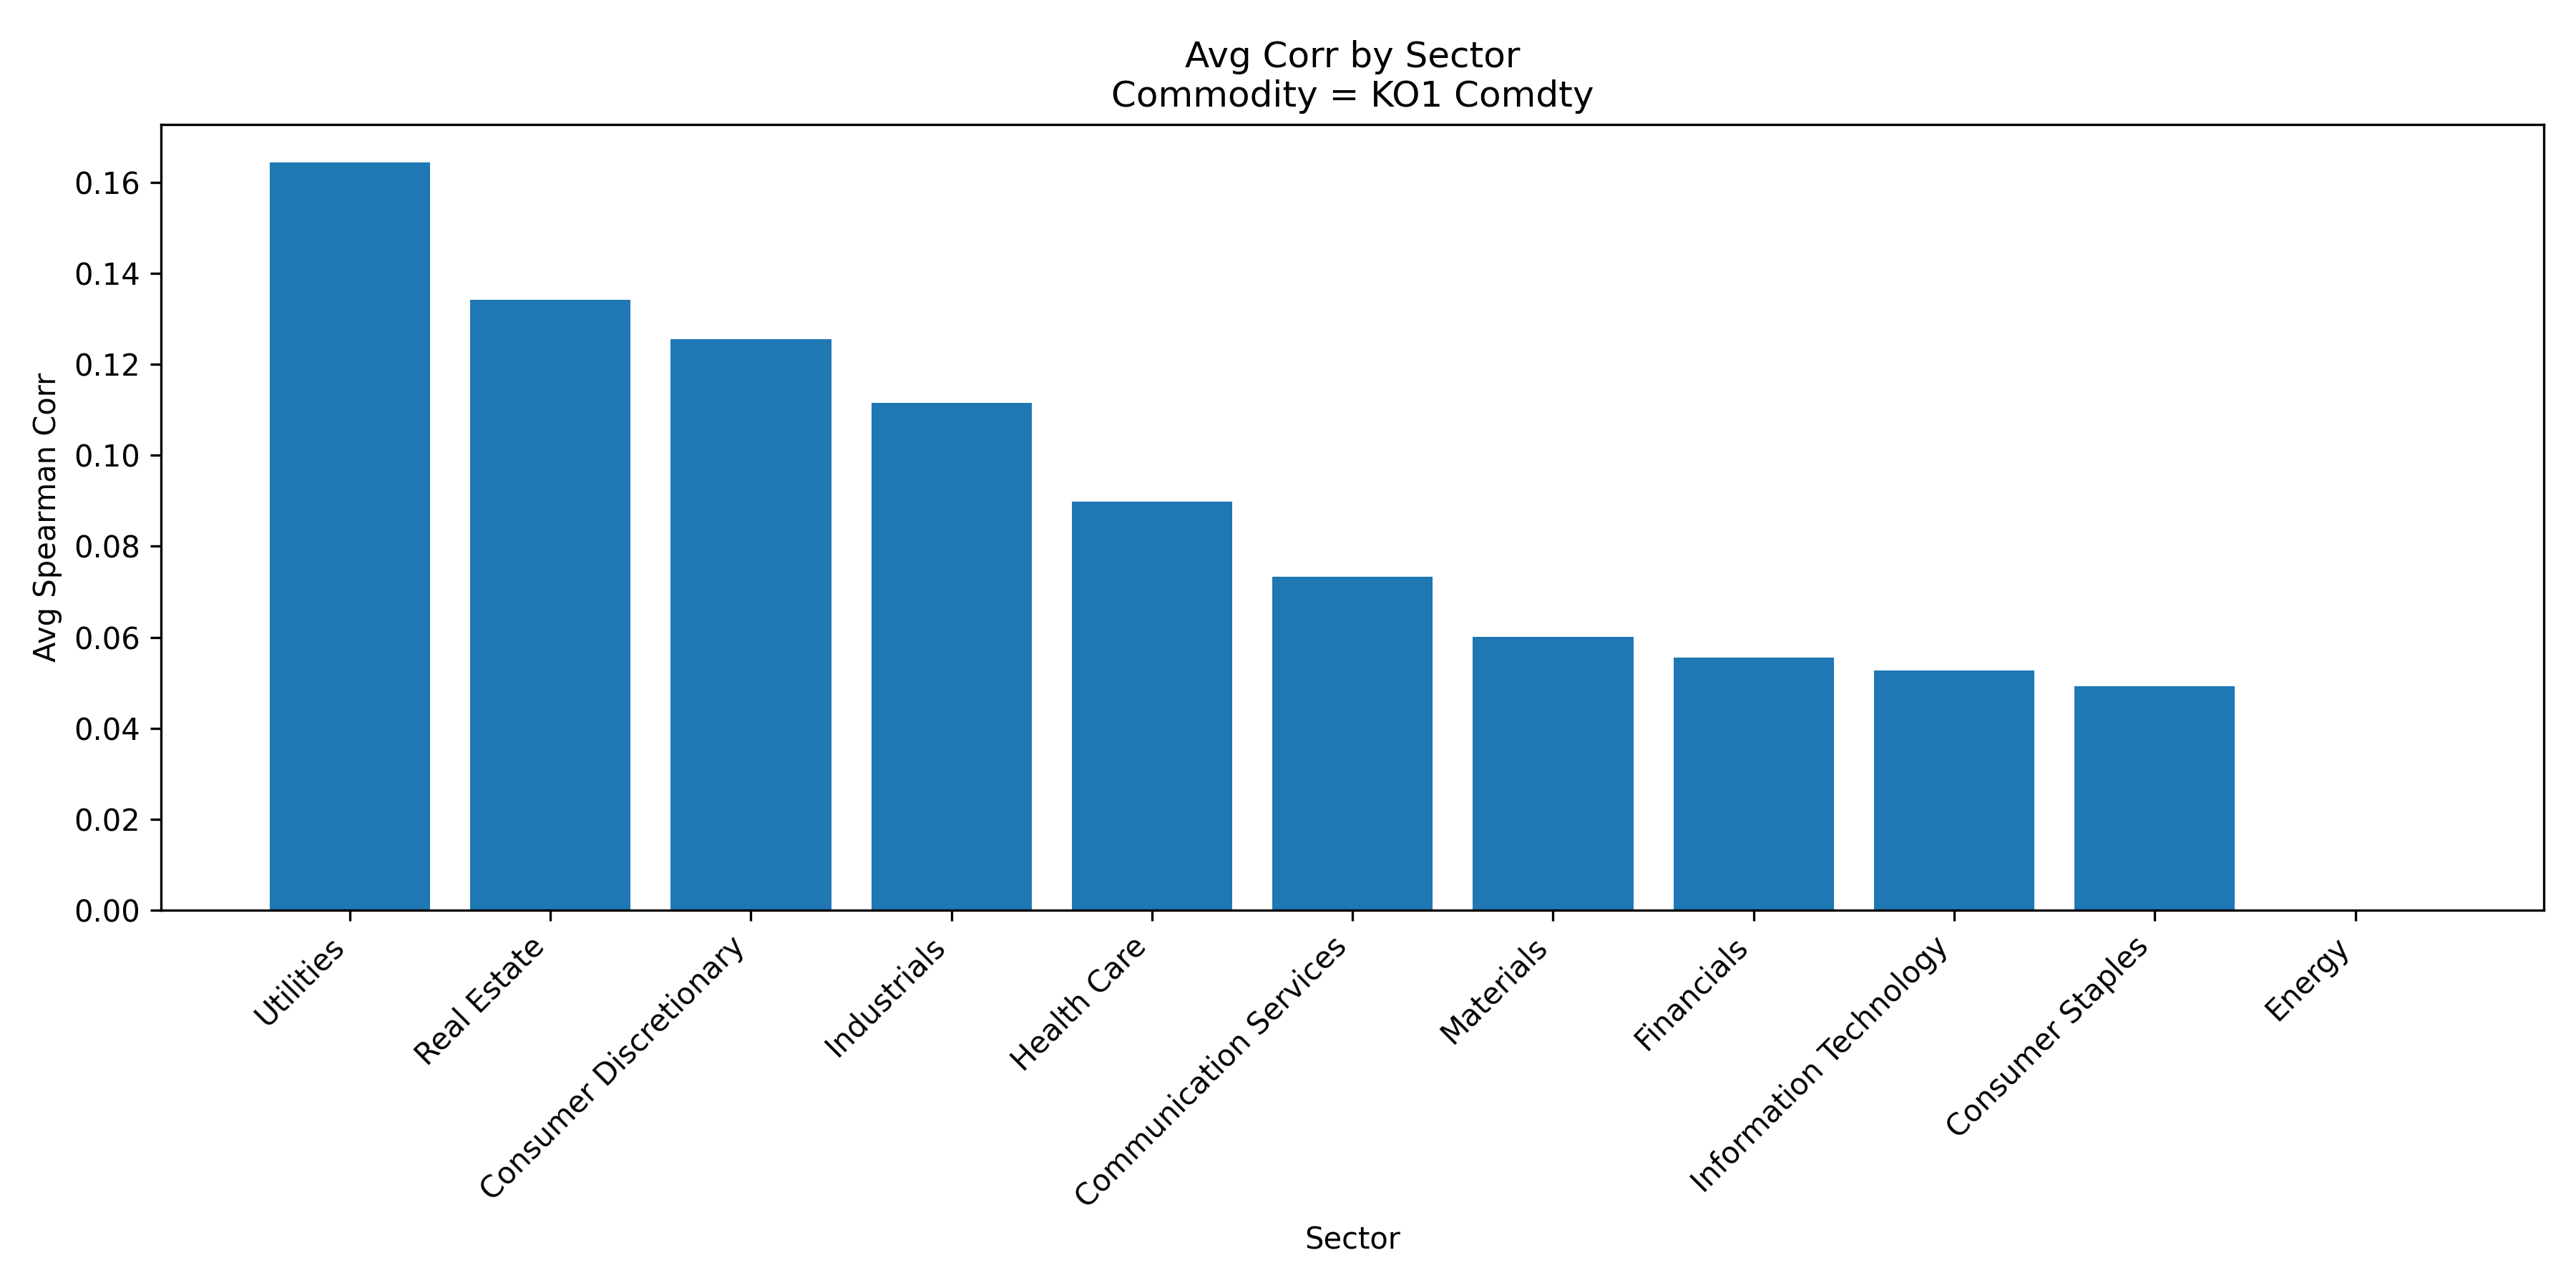 Avg Corr by Sector
Commodity = KO1 Comdty
Avg Spearman Corr
0.16
0.14
0.12
0.10
0.08
0.06
0.04
0.02
0.00
Utilities
Real Estate
Consumer Discretionary
Industrials
Health Care
Communication Services
Materials
Financials
Information Technology
Consumer Staples
Energy
Sector